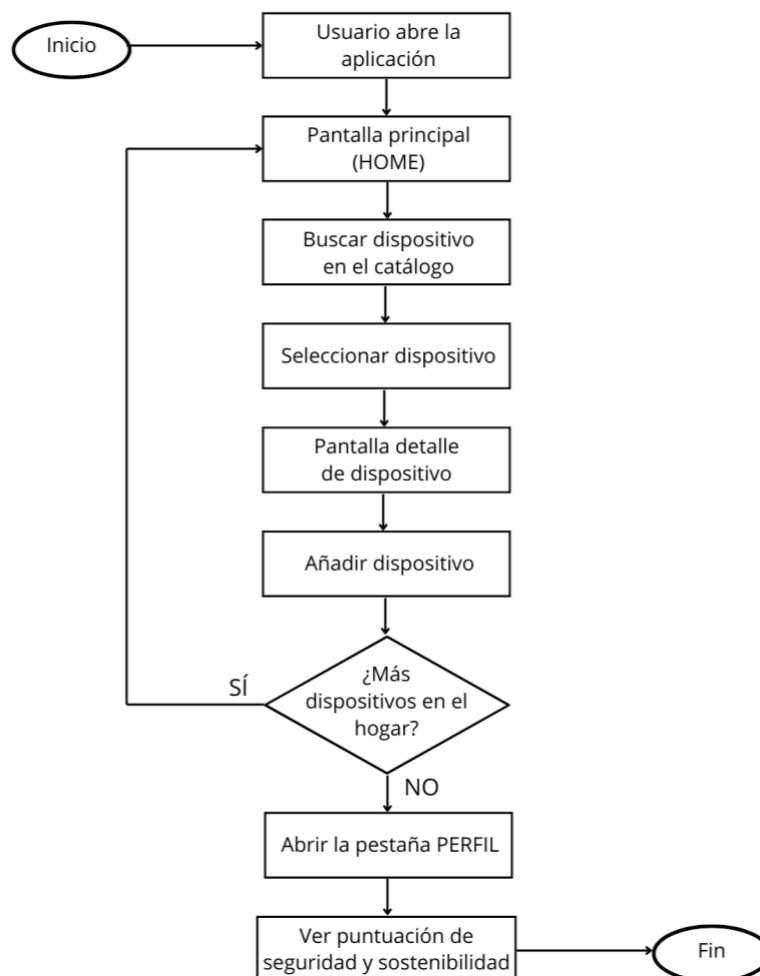 Inicio
Usuario abre la
aplicación
Pantalla principal
(HOME)
Buscar dispositivo
en el catálogo
Seleccionar dispositivo
Pantalla detalle
de dispositivo
Añadir dispositivo
¿Más
dispositivos en el
hogar?
SÍ
NO
Abrir la pestaña PERFIL
Ver puntuación de
seguridad y sostenibilidad
Fin